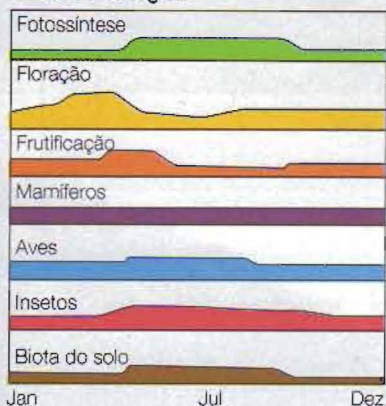 Fotossíntese
Floração
Frutificação
Mamíferos
Aves
Insetos
Biota do solo
Jan Jul Dez